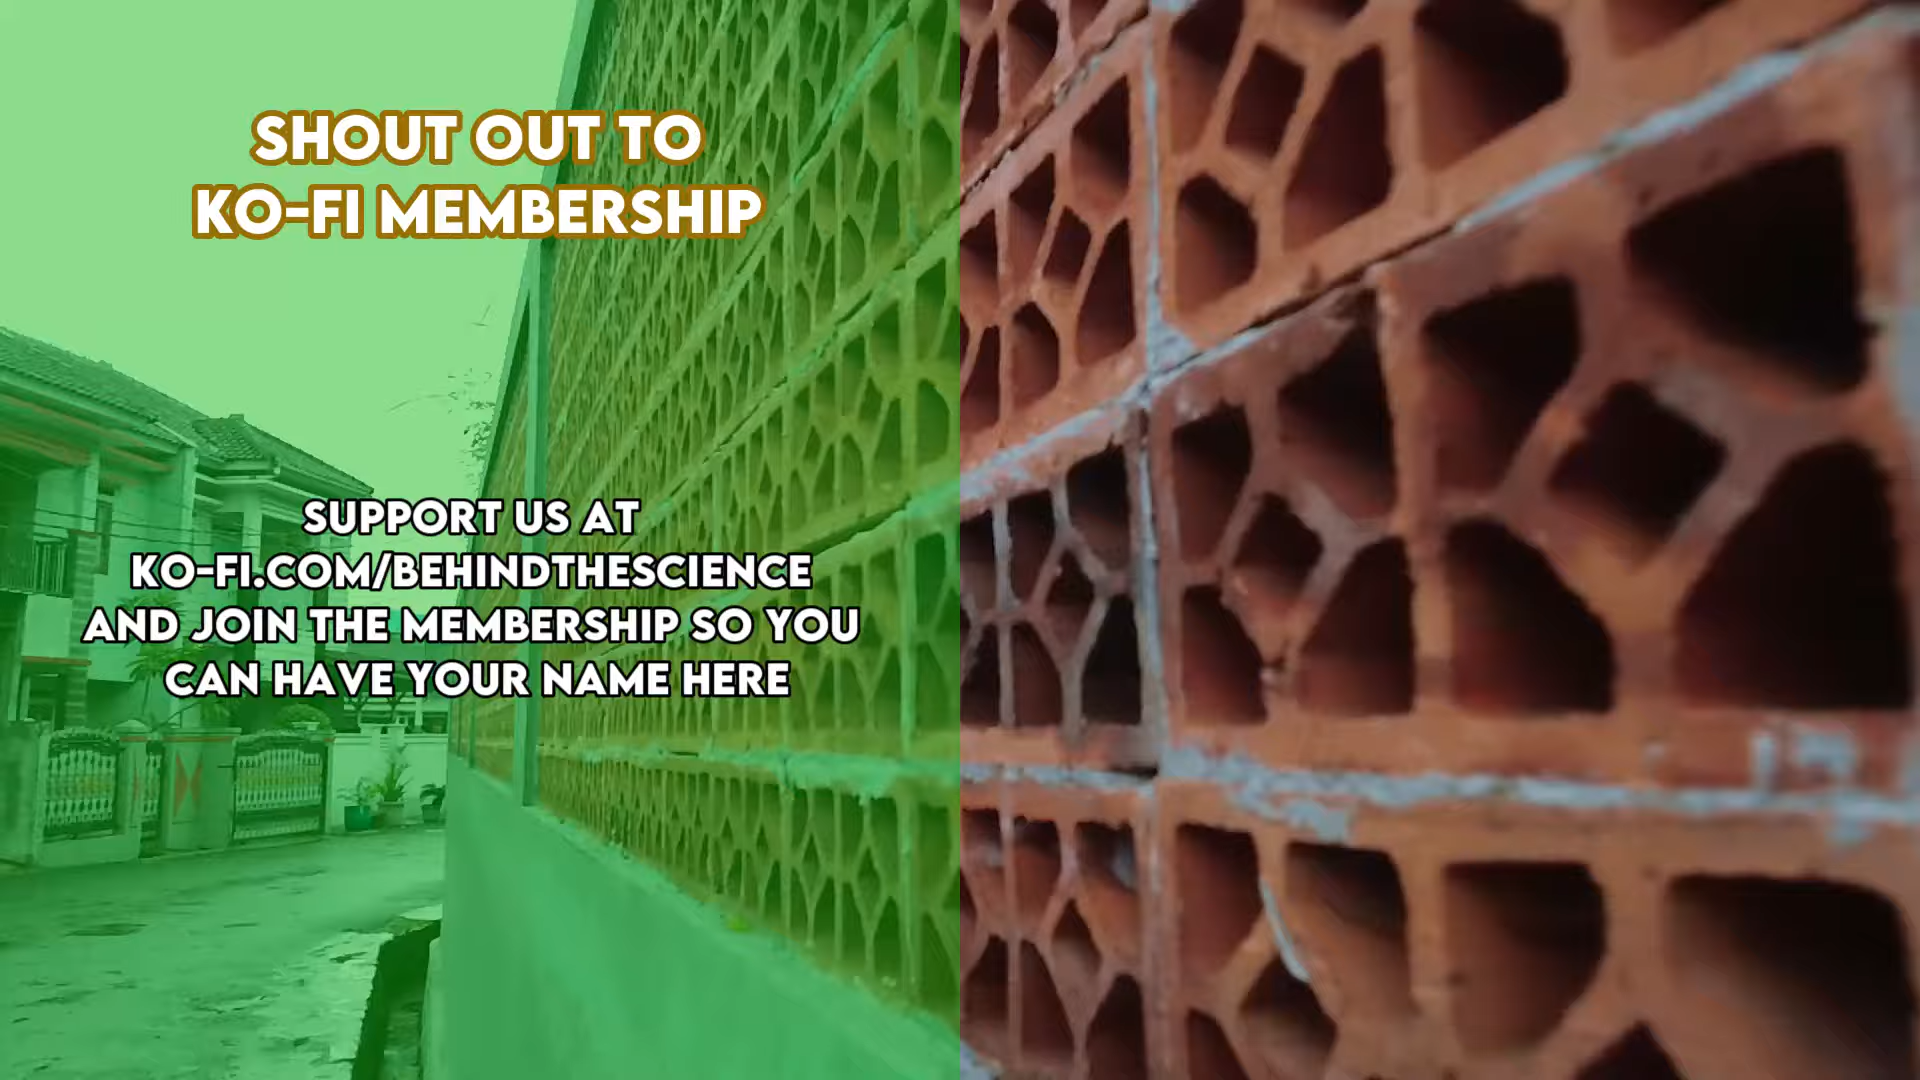 SHOUT OUT TO
KO-FI MEMBERSHIP
SUPPORT US AT
KO-FI.COM/BEHINDTHESCIENCE
AND JOIN THE MEMBERSHIP SO YOU
CAN HAVE YOUR NAME HERE